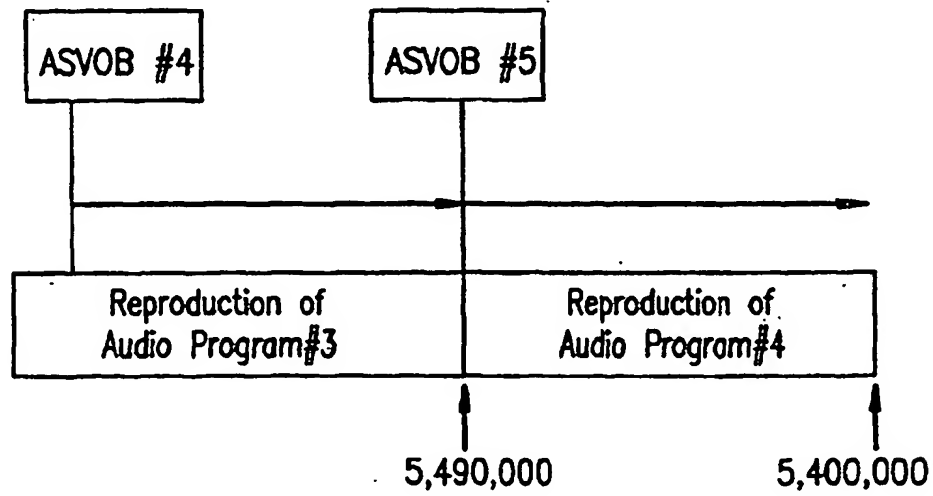 ASVOB #4
ASVOB #5
Reproduction of
Audio Program#3
Reproduction of
Audio Program#4
5,490,000
5,400,000